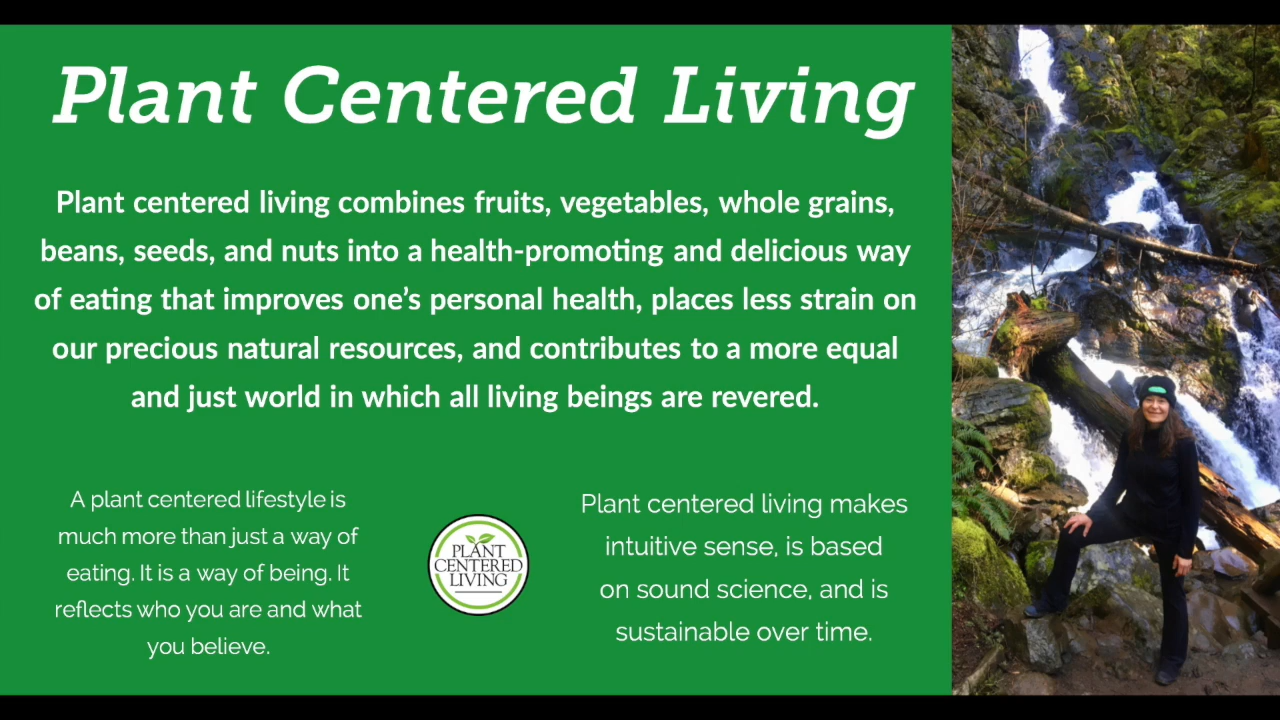 Plant Centered Living
Plant centered living combines fruits, vegetables, whole grains,
beans, seeds, and nuts into a health-promoting and delicious way
of eating that improves one’s personal health, places less strain on
our precious natural resources, and contributes to a more equal
and just world in which all living beings are revered.
A plant centered lifestyle is
much more than just a way of
eating. It is a way of being. It
reflects who you are and what
you believe.
PLANT
CENTERED
LIVING
Plant centered living makes
intuitive sense, is based
on sound science, and is
sustainable over time.